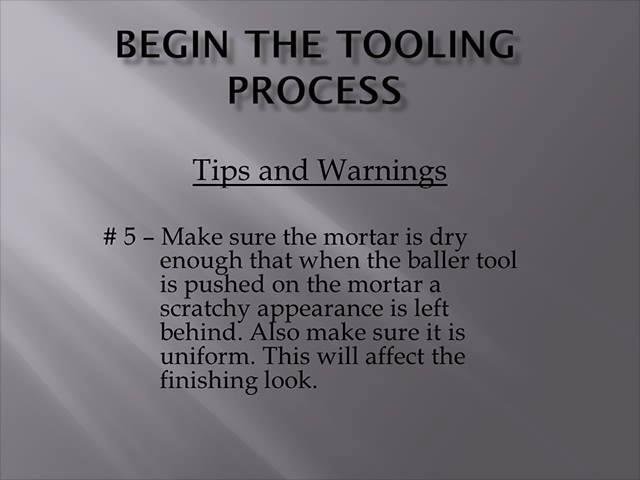 BEGIN THE TOOLING
PROCESS
Tips and Warnings
# 5 – Make sure the mortar is dry
enough that when the baller tool
is pushed on the mortar a
scratchy appearance is left
behind. Also make sure it is
uniform. This will affect the
finishing look.